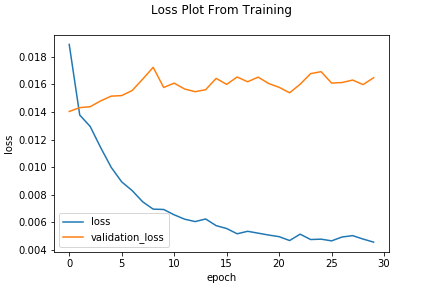 Loss Plot From Training
0.018
0.016
0.014
0.012
0.010
0.008
0.006
0.004
loss
loss
validation_loss
0 5 10 15 20 25 30
epoch